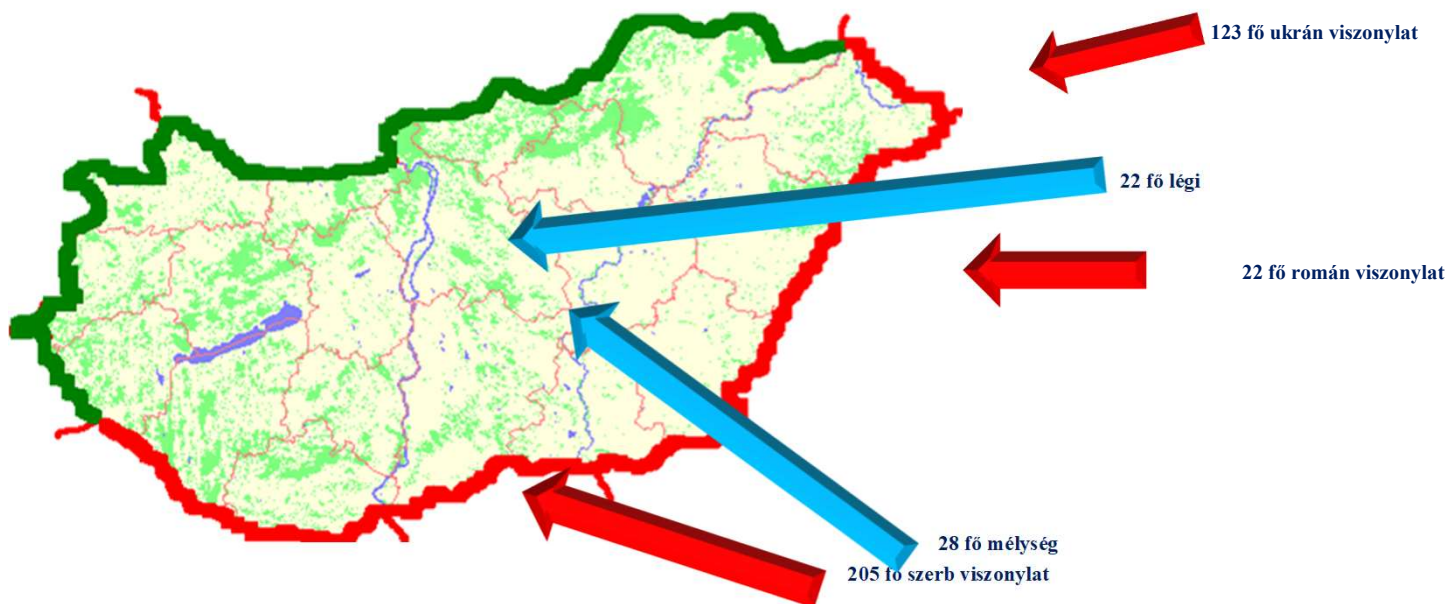 123 fő ukrán viszonylat
22 fő légi
22 fő román viszonylat
28 fő mélység
205 fő szerb viszonylat